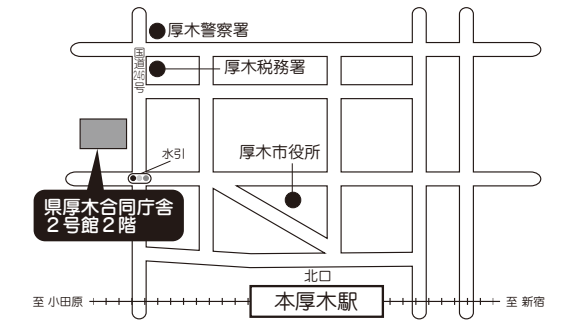 厚木警察署
国道246号
厚木税務署
水引
厚木市役所
県厚木合同庁舎
2号館2階
北口
至 小田原
本厚木駅
至 新宿